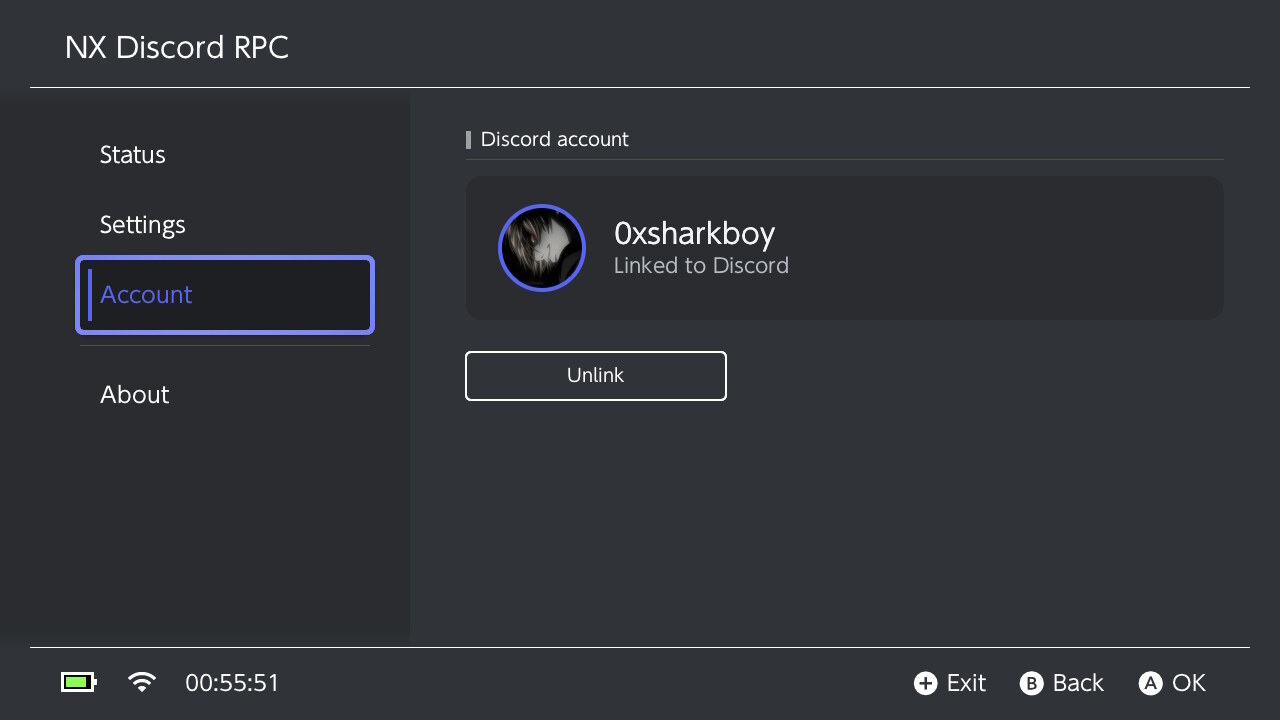 NX Discord RPC
Status
Settings
Account
About
Discord account
0xsharkboy
Linked to Discord
Unlink
00:55:51
+ Exit
B Back
A OK